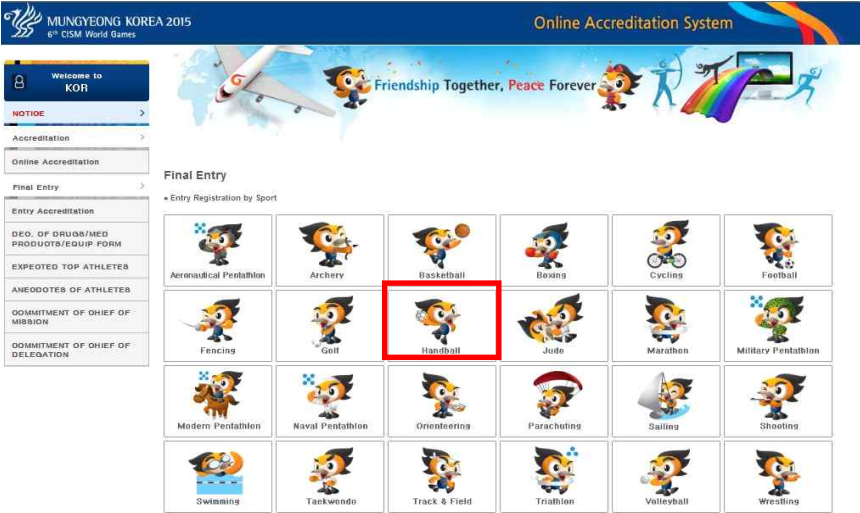 MUNGYEONG KOREA 2015
6th CISM World Games
Online Accreditation System
Welcome to
KOR
NOTICE
Accreditation
Online Accreditation
Final Entry
Entry Accreditation
DEC. OF DRUGS/MED
PRODUCTS/EQUIP FORM
EXPECTED TOP ATHLETES
ANECDOTES OF ATHLETES
COMMITMENT OF CHIEF OF
MISSION
COMMITMENT OF CHIEF OF
DELEGATION
Friendship Together, Peace Forever
Final Entry
Entry Registration by Sport
Aeronautical Pentathlon
Archery
Basketball
Boxing
Cycling
Football
Fencing
Golf
Handball
Judo
Marathon
Military Pentathlon
Modern Pentathlon
Naval Pentathlon
Orienteering
Parachuting
Sailing
Shooting
Swimming
Taekwondo
Track & Field
Triathlon
Volleyball
Wrestling